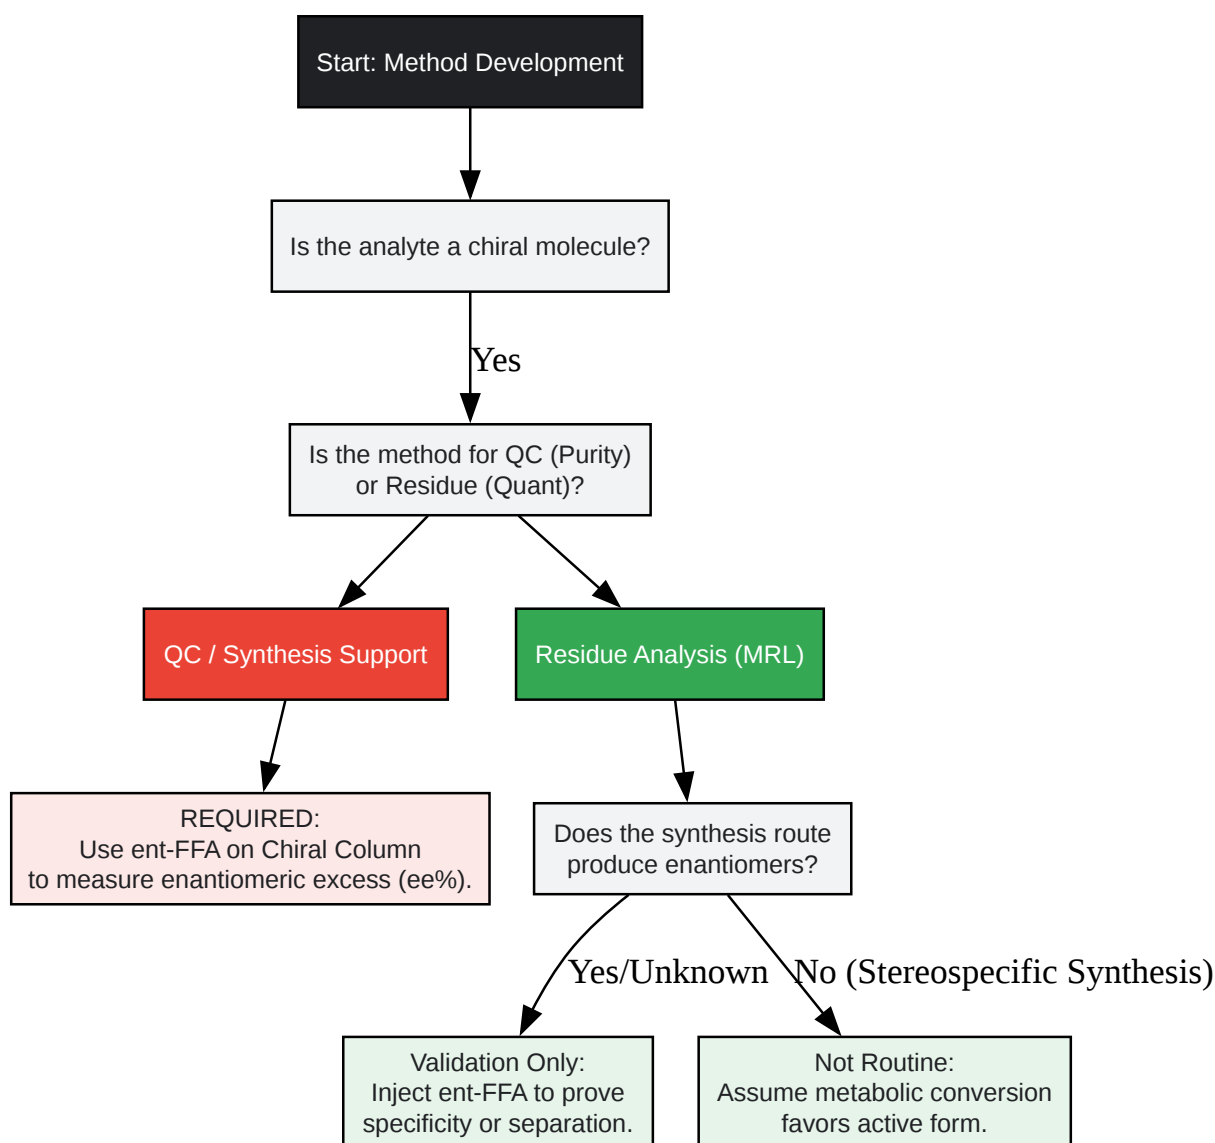 Start: Method Development
Is the analyte a chiral molecule?
Yes
Is the method for QC (Purity)
or Residue (Quant)?
QC / Synthesis Support
Residue Analysis (MRL)
REQUIRED:
Use ent-FFA on Chiral Column
to measure enantiomeric excess (ee%).
Does the synthesis route
produce enantiomers?
Yes/Unknown
No (Stereospecific Synthesis)
Validation Only:
Inject ent-FFA to prove
specificity or separation.
Not Routine:
Assume metabolic conversion
favors active form.